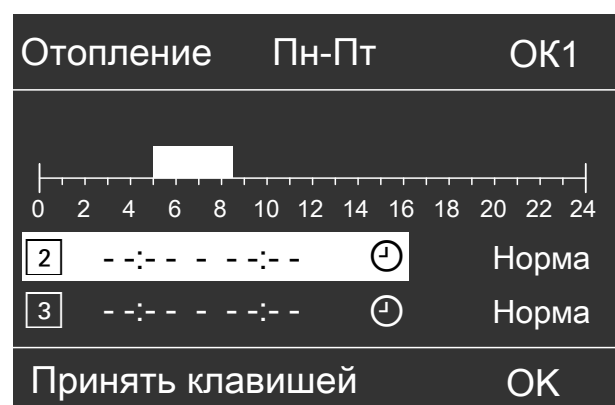 Отопление Пн-Пт ОК1
0 2 4 6 8 10 12 14 16 18 20 22 24
2 - -:- - - - -:- - Норма
3 - -:- - - - -:- - Норма
Принять клавишей OK